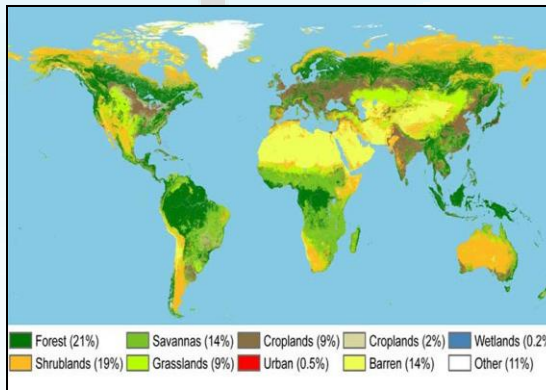 Forest (21%) Savannas (14%) Croplands (9%) Croplands (2%) Wetlands (0.2%
Shrublands (19%) Grasslands (9%) Urban (0.5%) Barren (14%) Other (11%)